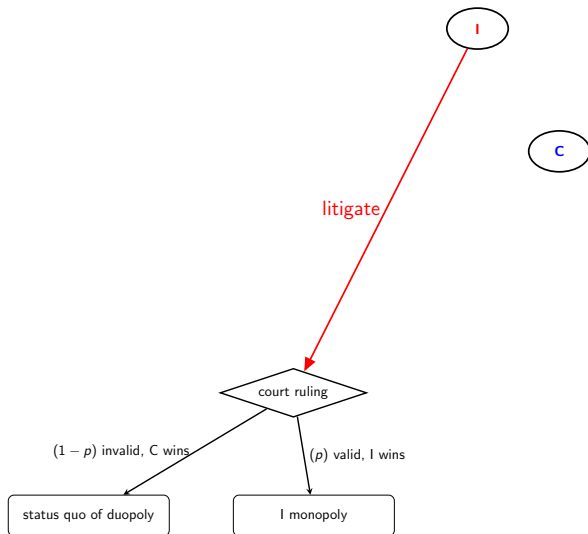 I
C
litigate
court ruling
(1 − p) invalid, C wins
(p) valid, I wins
status quo of duopoly
I monopoly